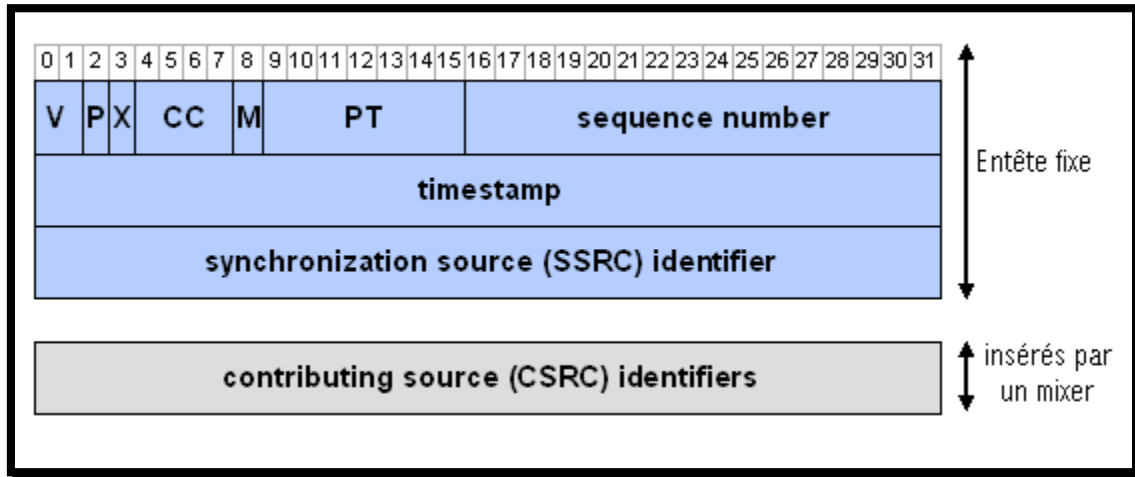 0 1 2 3 4 5 6 7 8 9 10 11 12 13 14 15 16 17 18 19 20 21 22 23 24 25 26 27 28 29 30 31
V P X CC M PT sequence number
Entête fixe
timestamp
synchronization source (SSRC) identifier
contributing source (CSRC) identifiers
insérés par
un mixer